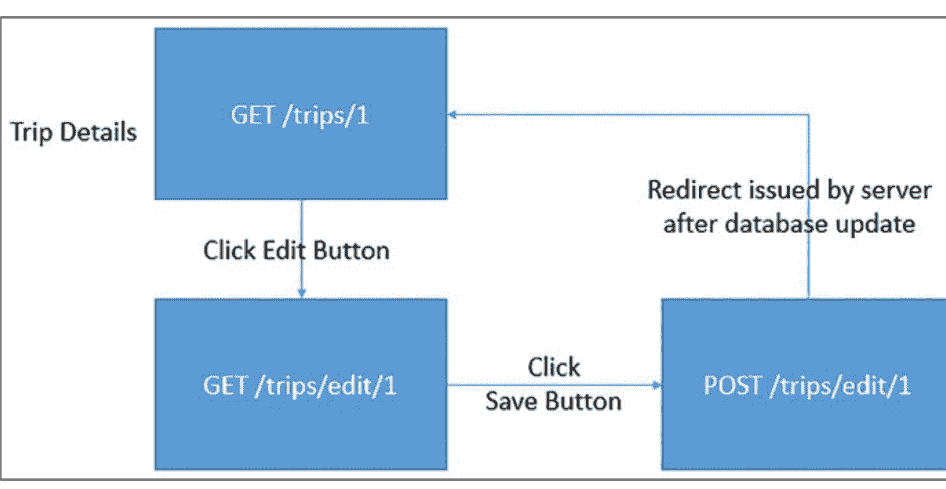 GET /trips/1
Trip Details
Redirect issued by server
after database update
Click Edit Button
GET /trips/edit/1
Click
Save Button
POST /trips/edit/1